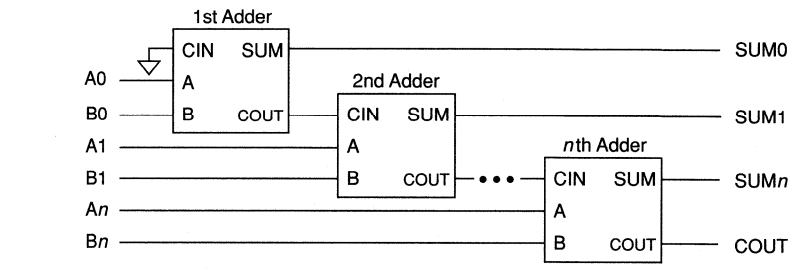 1st Adder
CIN SUM
SUM0
A0
A
2nd Adder
B0
B COUT
CIN SUM
SUM1
A1
A
nth Adder
B1
B COUT
•••
CIN SUM
SUMn
An
A
Bn
B COUT
COUT